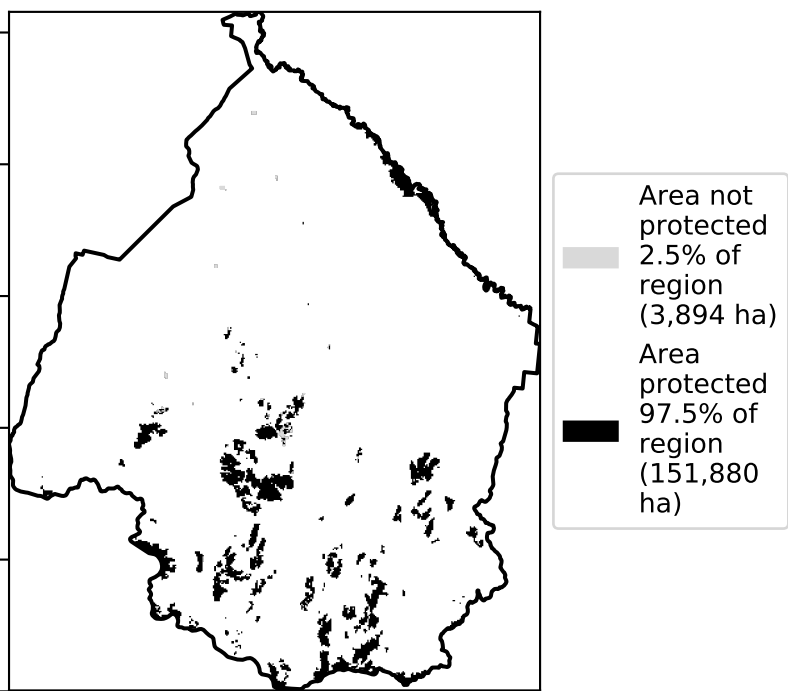 Area not
protected
2.5% of
region
(3,894 ha)
Area
protected
97.5% of
region
(151,880
ha)